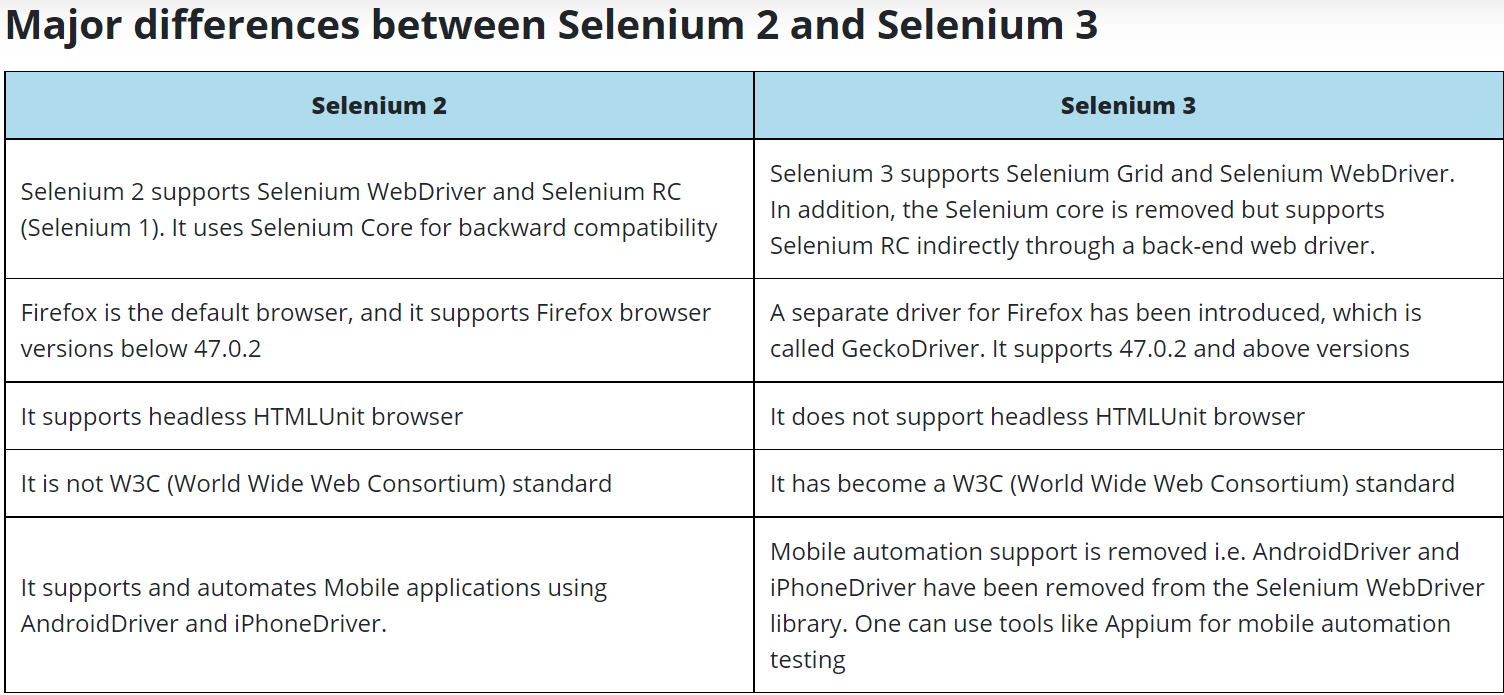 Major differences between Selenium 2 and Selenium 3
Selenium 2
Selenium 3
Selenium 2 supports Selenium WebDriver and Selenium RC
(Selenium 1). It uses Selenium Core for backward compatibility
Selenium 3 supports Selenium Grid and Selenium WebDriver.
In addition, the Selenium core is removed but supports
Selenium RC indirectly through a back-end web driver.
Firefox is the default browser, and it supports Firefox browser
versions below 47.0.2
A separate driver for Firefox has been introduced, which is
called GeckoDriver. It supports 47.0.2 and above versions
It supports headless HTMLUnit browser
It does not support headless HTMLUnit browser
It is not W3C (World Wide Web Consortium) standard
It has become a W3C (World Wide Web Consortium) standard
It supports and automates Mobile applications using
AndroidDriver and iPhoneDriver.
Mobile automation support is removed i.e. AndroidDriver and
iPhoneDriver have been removed from the Selenium WebDriver
library. One can use tools like Appium for mobile automation
testing